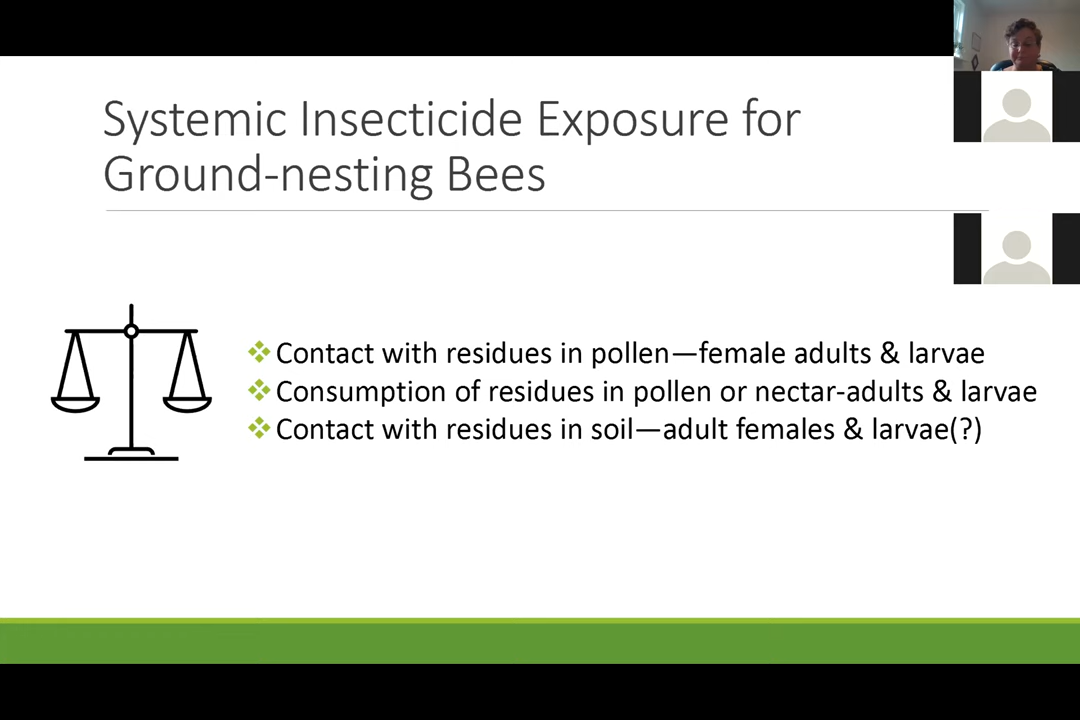 Systemic Insecticide Exposure for
Ground-nesting Bees
Contact with residues in pollen—female adults & larvae
Consumption of residues in pollen or nectar-adults & larvae
Contact with residues in soil—adult females & larvae(?)